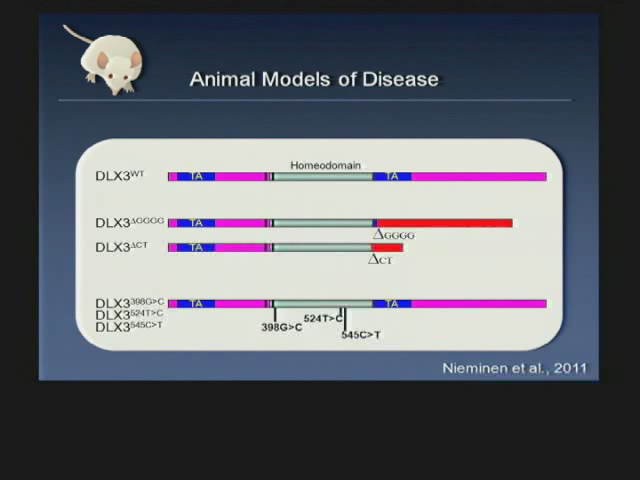 Animal Models of Disease
Homeodomain
DLX3WT TA TA
DLX3ΔGGGG TA
ΔGGGG
DLX3ΔCT TA
ΔCT
DLX3398G>C TA TA
DLX3524T>C 524T>C
DLX3545C>T 398G>C
545C>T
Nieminen et al., 2011